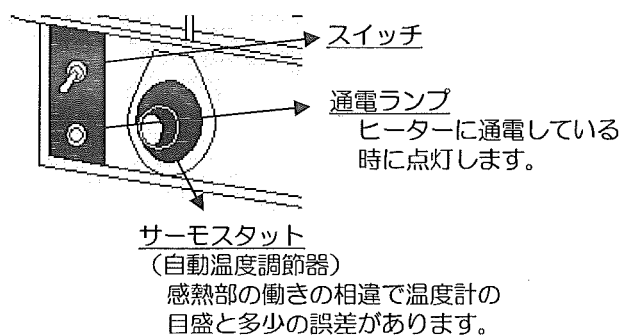 スイッチ
通電ランプ
ヒーターに通電している
時に点灯します。
サーモスタット
(自動温度調節器)
感熱部の働きの相違で温度計の
目盛と多少の誤差があります。